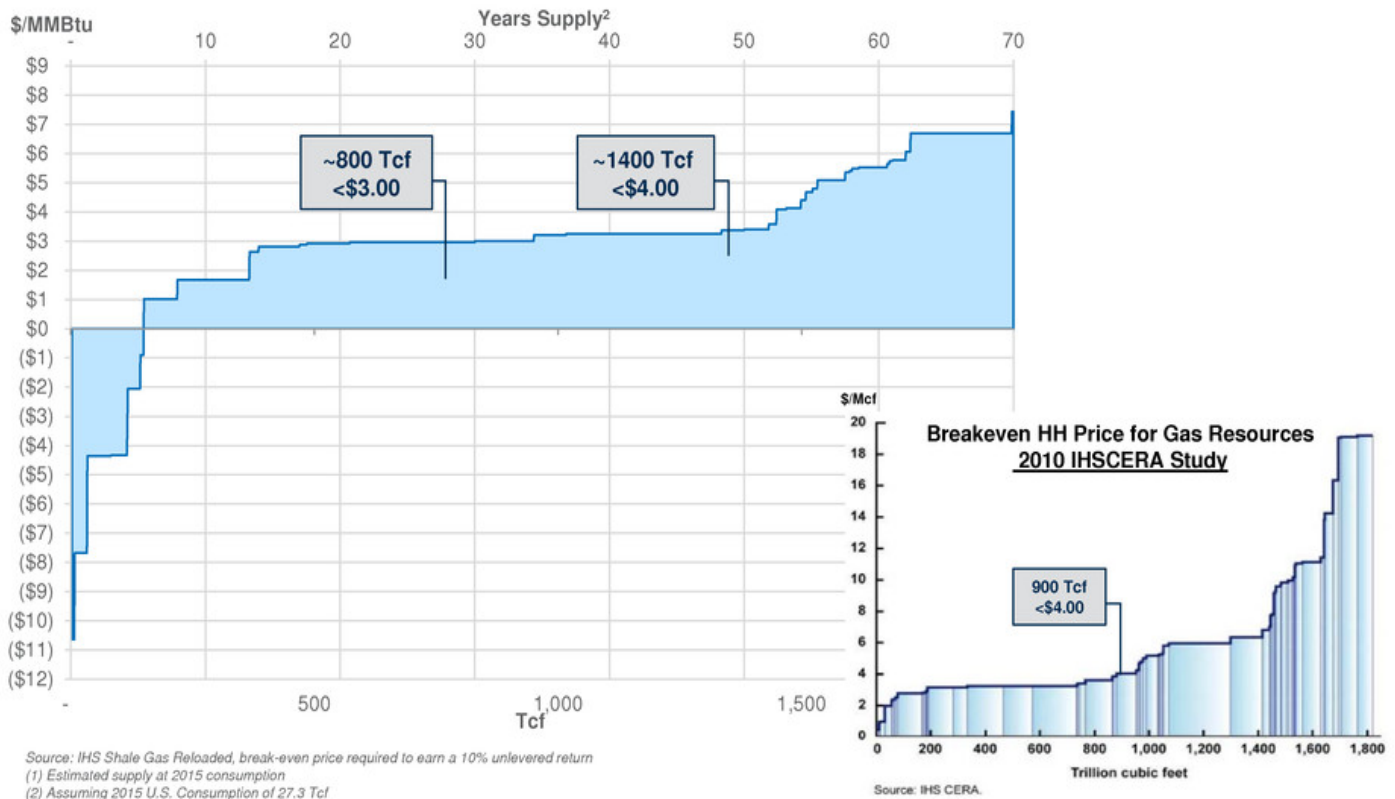 $/MMBtu
Years Supply2
- 10 20 30 40 50 60 70
$9
$8
$7
$6
$5
$4
$3
$2
$1
$0
($1)
($2)
($3)
($4)
($5)
($6)
($7)
($8)
($9)
($10)
($11)
($12)
~800 Tcf
<$3.00
~1400 Tcf
<$4.00
- 500 1,000 1,500
Tcf
Source: IHS Shale Gas Reloaded, break-even price required to earn a 10% unlevered return
(1) Estimated supply at 2015 consumption
(2) Assuming 2015 U.S. Consumption of 27.3 Tcf
$/Mcf
Breakeven HH Price for Gas Resources
2010 IHSCERA Study
20
18
16
14
12
10
8
6
4
2
0
900 Tcf
<$4.00
0 200 400 600 800 1,000 1,200 1,400 1,600 1,800
Trillion cubic feet
Source: IHS CERA.